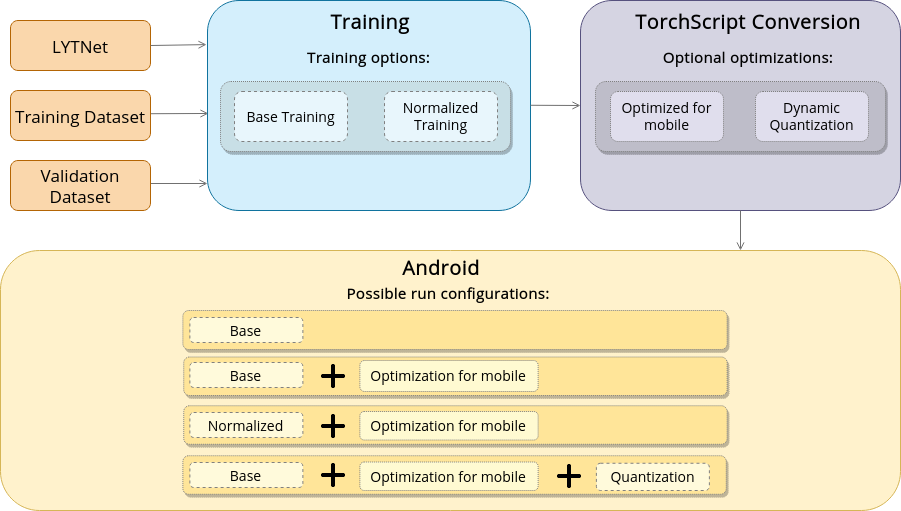 LYTNet
Training Dataset
Validation
Dataset
Training
Training options:
Base Training
Normalized
Training
TorchScript Conversion
Optional optimizations:
Optimized for
mobile
Dynamic
Quantization
Android
Possible run configurations:
Base
Base + Optimization for mobile
Normalized + Optimization for mobile
Base + Optimization for mobile + Quantization